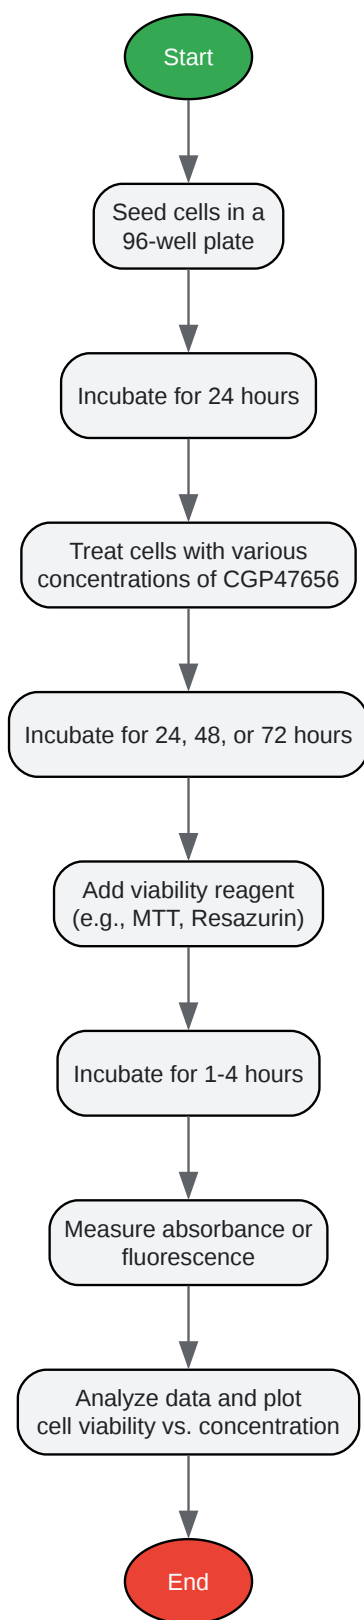 Start
Seed cells in a
96-well plate
Incubate for 24 hours
Treat cells with various
concentrations of CGP47656
Incubate for 24, 48, or 72 hours
Add viability reagent
(e.g., MTT, Resazurin)
Incubate for 1-4 hours
Measure absorbance or
fluorescence
Analyze data and plot
cell viability vs. concentration
End